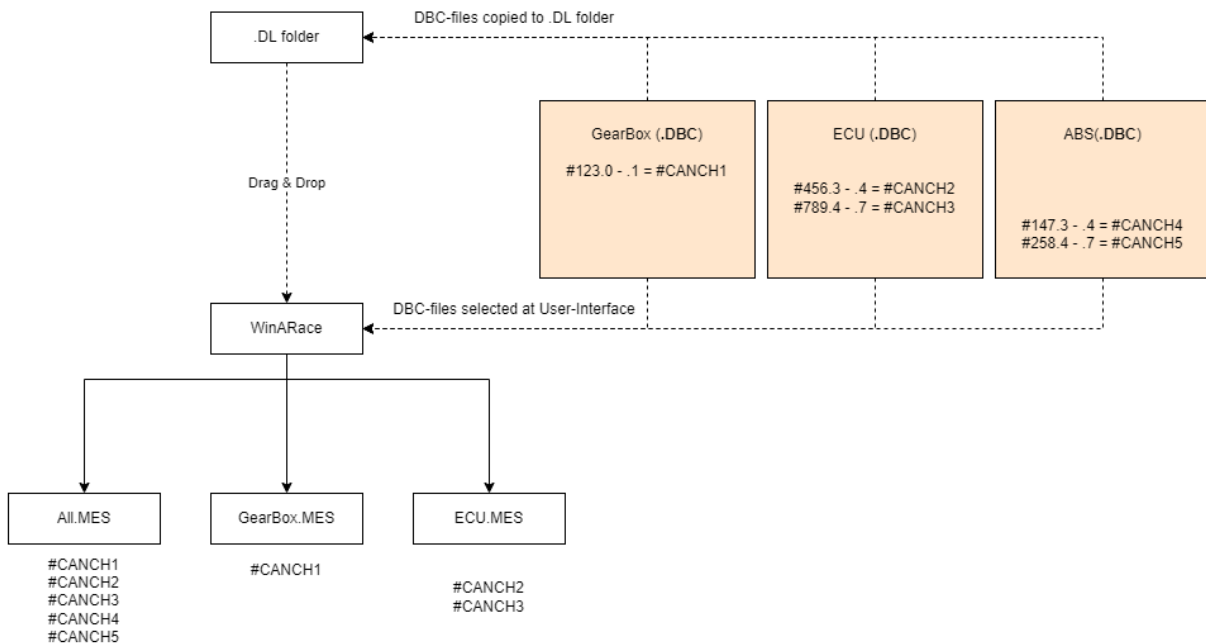 DBC-files copied to .DL folder
.DL folder
GearBox (.DBC)
#123.0 - .1 = #CANCH1
ECU (.DBC)
#456.3 - .4 = #CANCH2
#789.4 - .7 = #CANCH3
ABS(.DBC)
#147.3 - .4 = #CANCH4
#258.4 - .7 = #CANCH5
Drag & Drop
DBC-files selected at User-Interface
WinARace
All.MES
#CANCH1
#CANCH2
#CANCH3
#CANCH4
#CANCH5
GearBox.MES
#CANCH1
ECU.MES
#CANCH2
#CANCH3